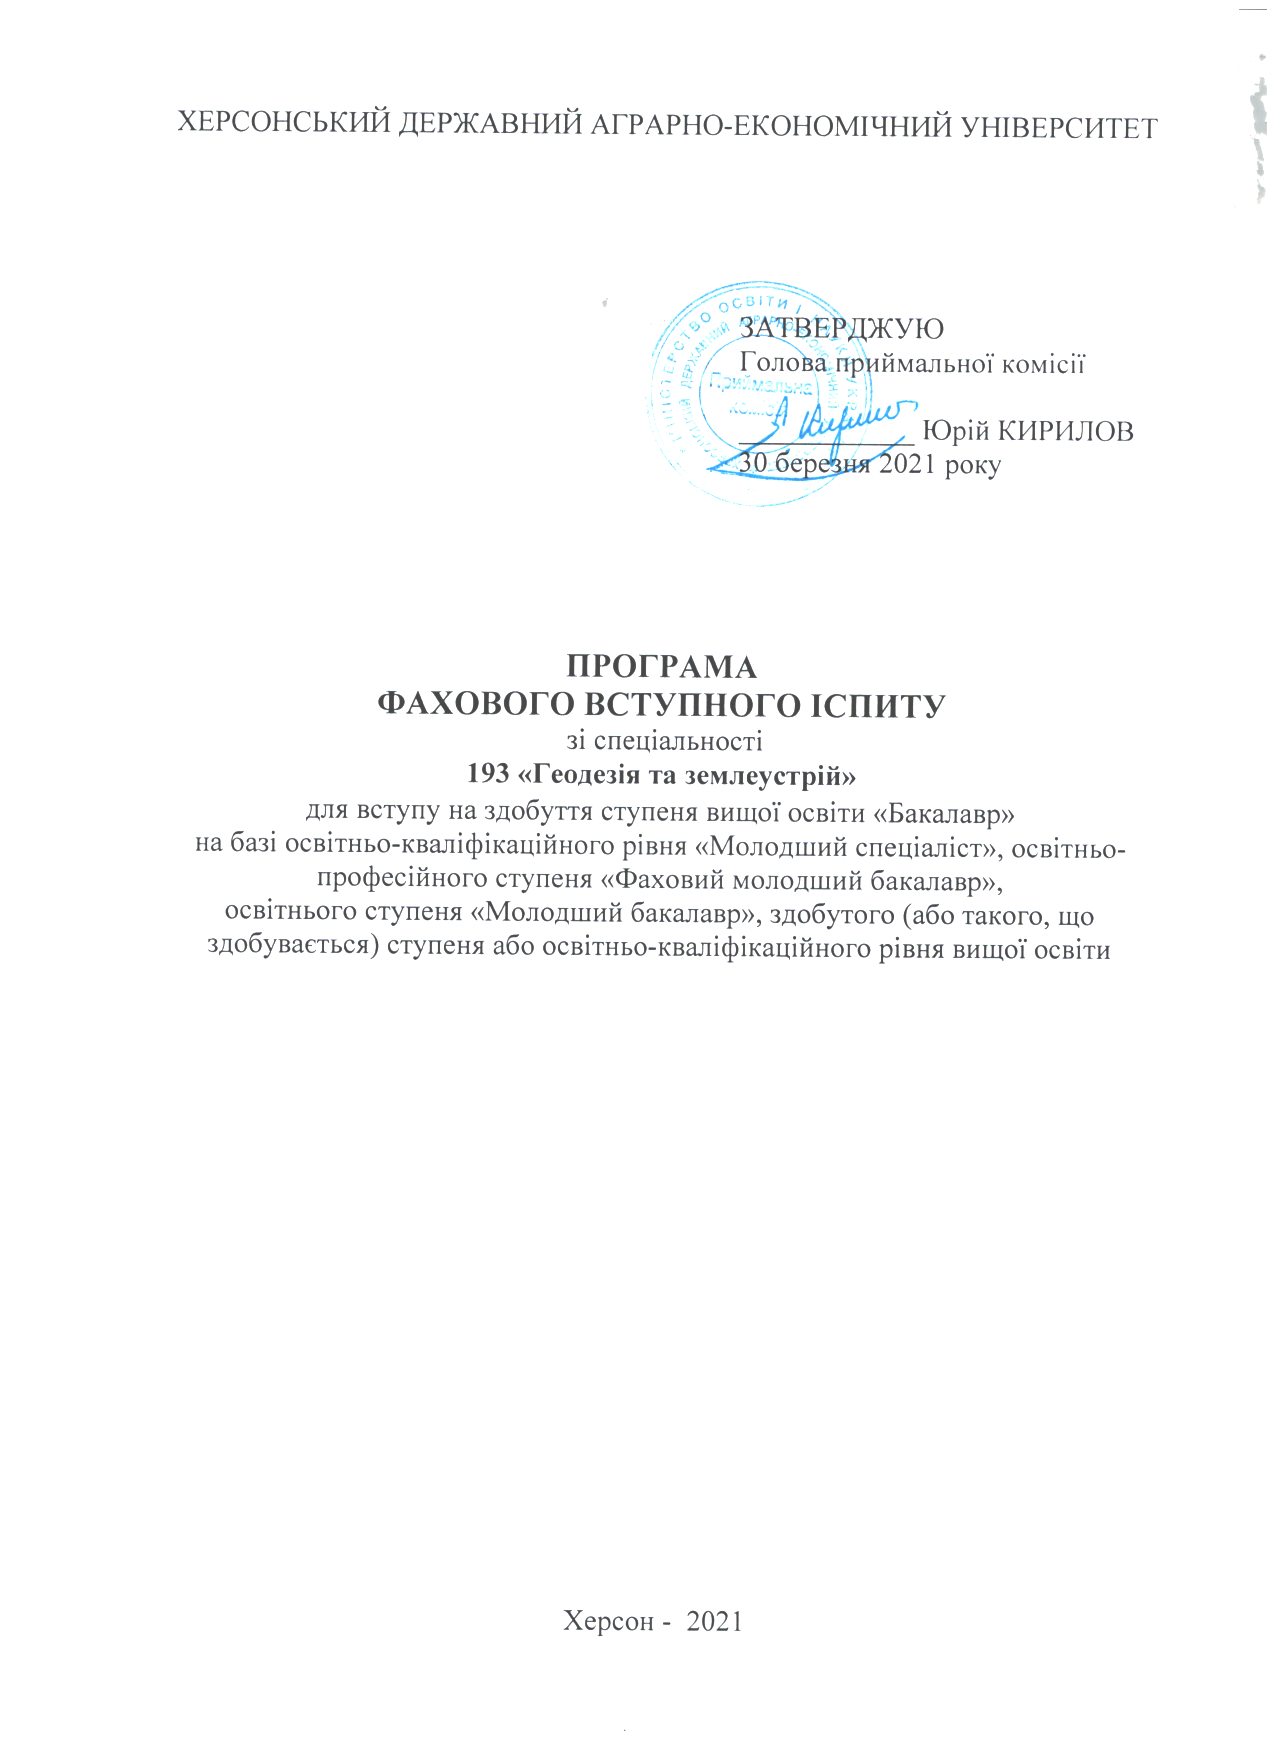 ХЕРСОНСЬКИЙ ДЕРЖАВНИЙ АГРАРНО-ЕКОНОМІЧНИЙ УНІВЕРСИТЕТ
ОСВІТИ І
Приймальна
ЗАТВЕРДЖУЮ
Голова приймальної комісії
Юрій КИРИЛОВ
30 березня 2021 року
ПРОГРАМА
ФАХОВОГО ВСТУПНОГО ІСПИТУ
зі спеціальності
193 «Геодезія та землеустрій»
для вступу на здобуття ступеня вищої освіти «Бакалавр»
на базі освітньо-кваліфікаційного рівня «Молодший спеціаліст», освітньо-
професійного ступеня «Фаховий молодший бакалавр»,
освітнього ступеня «Молодший бакалавр», здобутого (або такого, що
здобувається) ступеня або освітньо-кваліфікаційного рівня вищої освіти
Херсон - 2021